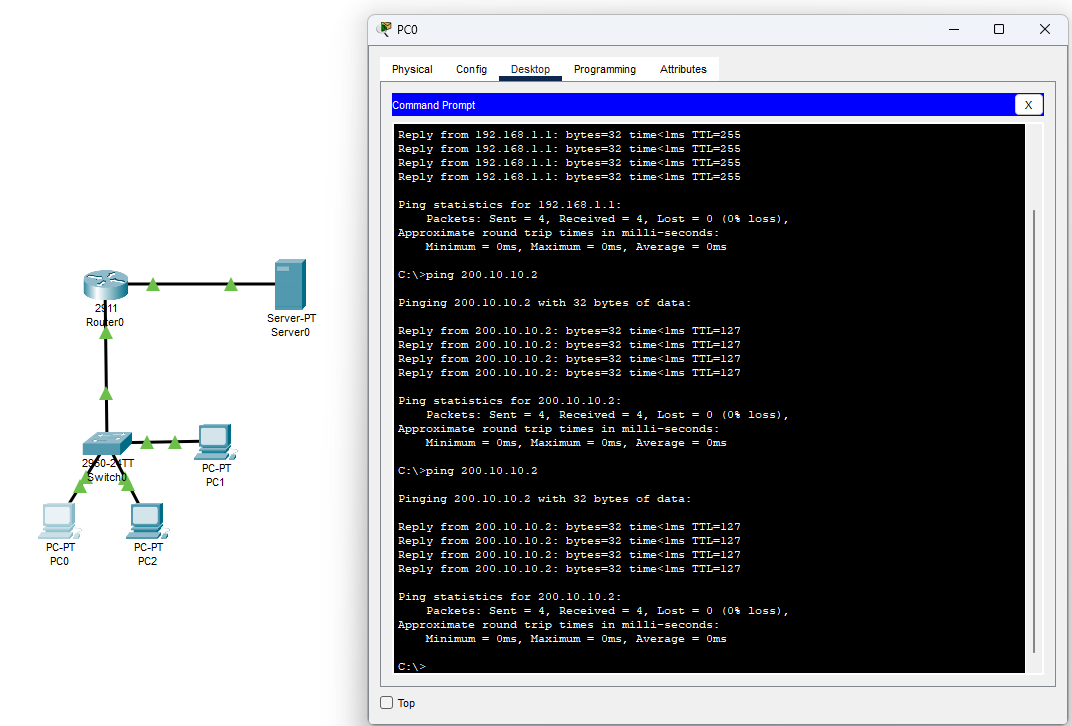 PC0
Physical Config Desktop Programming Attributes
Command Prompt
X
Reply from 192.168.1.1: bytes=32 time<1ms TTL=255
Reply from 192.168.1.1: bytes=32 time<1ms TTL=255
Reply from 192.168.1.1: bytes=32 time<1ms TTL=255
Reply from 192.168.1.1: bytes=32 time<1ms TTL=255
Ping statistics for 192.168.1.1:
Packets: Sent = 4, Received = 4, Lost = 0 (0% loss),
Approximate round trip times in milli-seconds:
Minimum = 0ms, Maximum = 0ms, Average = 0ms
C:\>ping 200.10.10.2
Pinging 200.10.10.2 with 32 bytes of data:
Reply from 200.10.10.2: bytes=32 time<1ms TTL=127
Reply from 200.10.10.2: bytes=32 time<1ms TTL=127
Reply from 200.10.10.2: bytes=32 time<1ms TTL=127
Reply from 200.10.10.2: bytes=32 time<1ms TTL=127
Ping statistics for 200.10.10.2:
Packets: Sent = 4, Received = 4, Lost = 0 (0% loss),
Approximate round trip times in milli-seconds:
Minimum = 0ms, Maximum = 0ms, Average = 0ms
C:\>ping 200.10.10.2
Pinging 200.10.10.2 with 32 bytes of data:
Reply from 200.10.10.2: bytes=32 time<1ms TTL=127
Reply from 200.10.10.2: bytes=32 time<1ms TTL=127
Reply from 200.10.10.2: bytes=32 time<1ms TTL=127
Reply from 200.10.10.2: bytes=32 time<1ms TTL=127
Ping statistics for 200.10.10.2:
Packets: Sent = 4, Received = 4, Lost = 0 (0% loss),
Approximate round trip times in milli-seconds:
Minimum = 0ms, Maximum = 0ms, Average = 0ms
C:\>
Top
2911
Router0
Server-PT
Server0
2960-24TT
Switch0
PC-PT
PC1
PC-PT
PC0
PC-PT
PC2